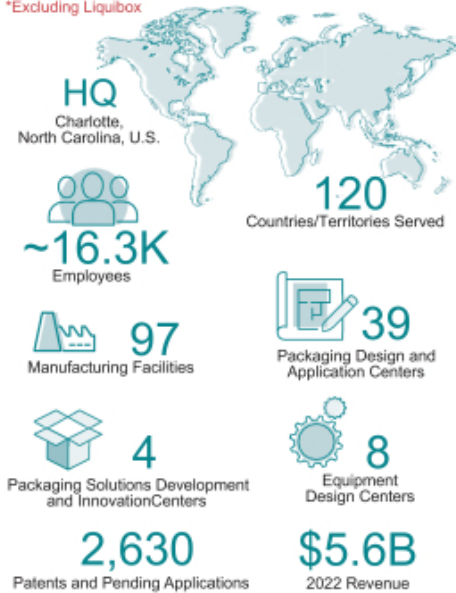 *Excluding Liquibox
HQ
Charlotte,
North Carolina, U.S.
120
Countries/Territories Served
~16.3K
Employees
97
Manufacturing Facilities
39
Packaging Design and
Application Centers
4
Packaging Solutions Development
and InnovationCenters
8
Equipment
Design Centers
2,630
Patents and Pending Applications
$5.6B
2022 Revenue